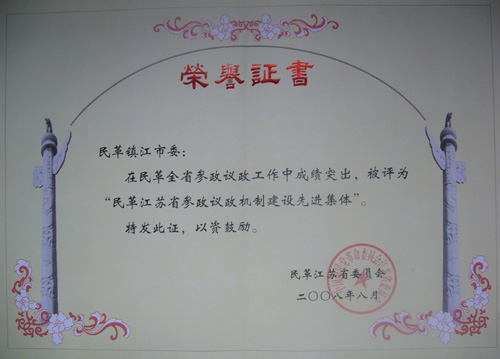 榮譽証書
民革镇江市委：
在民革全省参政议政工作中成绩突出，被评为
“民革江苏省参政议政机制建设先进集体”。
特发此证，以资鼓励。
民革江苏省委员会
二〇〇八年八月